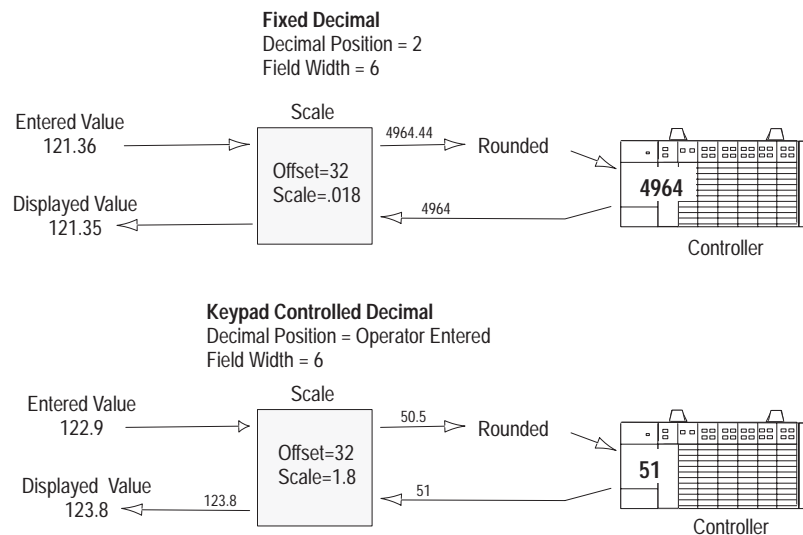 Fixed Decimal
Decimal Position = 2
Field Width = 6
Scale
Entered Value
121.36
4964.44
Rounded
Offset=32
Scale=.018
4964
Displayed Value
121.35
4964
Controller
Keypad Controlled Decimal
Decimal Position = Operator Entered
Field Width = 6
Scale
Entered Value
122.9
50.5
Rounded
Offset=32
Scale=1.8
51
Displayed Value
123.8
123.8
51
Controller